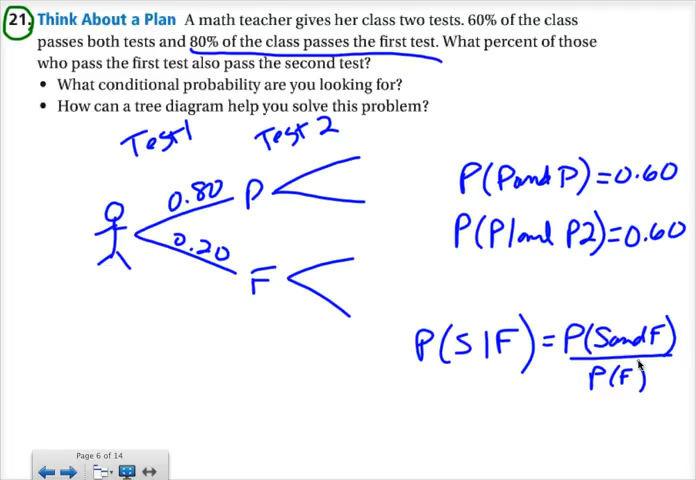 21. Think About a Plan A math teacher gives her class two tests. 60% of the class
passes both tests and 80% of the class passes the first test. What percent of those
who pass the first test also pass the second test?
• What conditional probability are you looking for?
• How can a tree diagram help you solve this problem?
Test 1 Test 2
0.80 P
0.20 F
P(P and P) = 0.60
P(P1 and P2) = 0.60
P(S|F) = P(S and F)
P(F)
Page 6 of 14